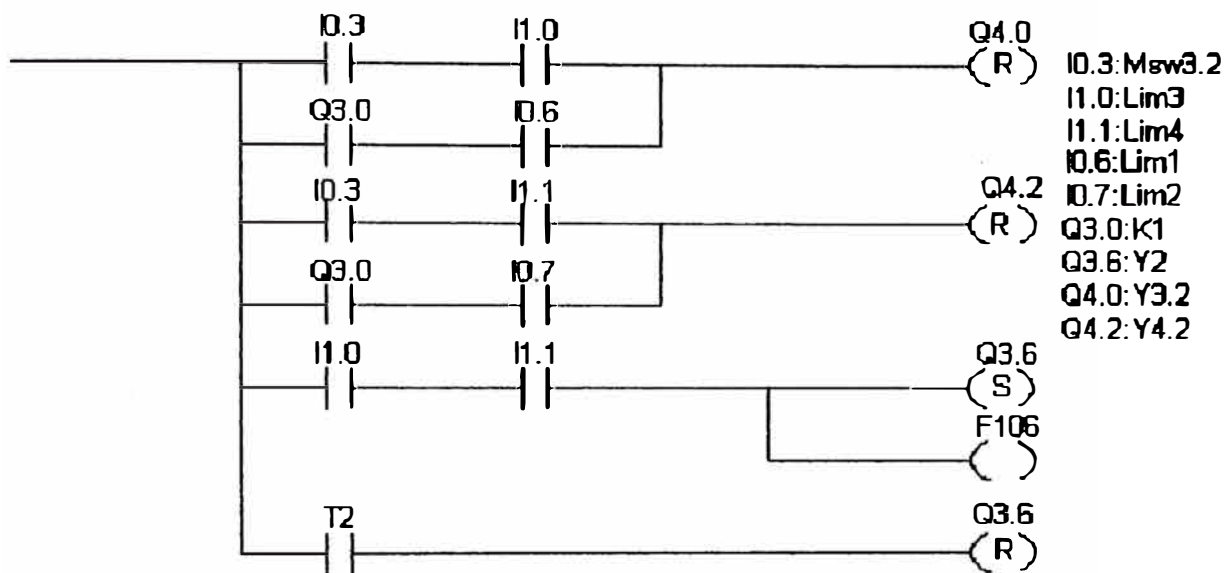 I0.3 I1.0 Q4.0
(R)
Q3.0 I0.6
I0.3 I1.1 Q4.2
(R)
Q3.0 I0.7
I1.0 I1.1 Q3.6
(S)
F106
( )
T2 Q3.6
(R)
I0.3:Msw3.2
I1.0:Lim3
I1.1:Lim4
I0.6:Lim1
I0.7:Lim2
Q3.0:K1
Q3.6:Y2
Q4.0:Y3.2
Q4.2:Y4.2